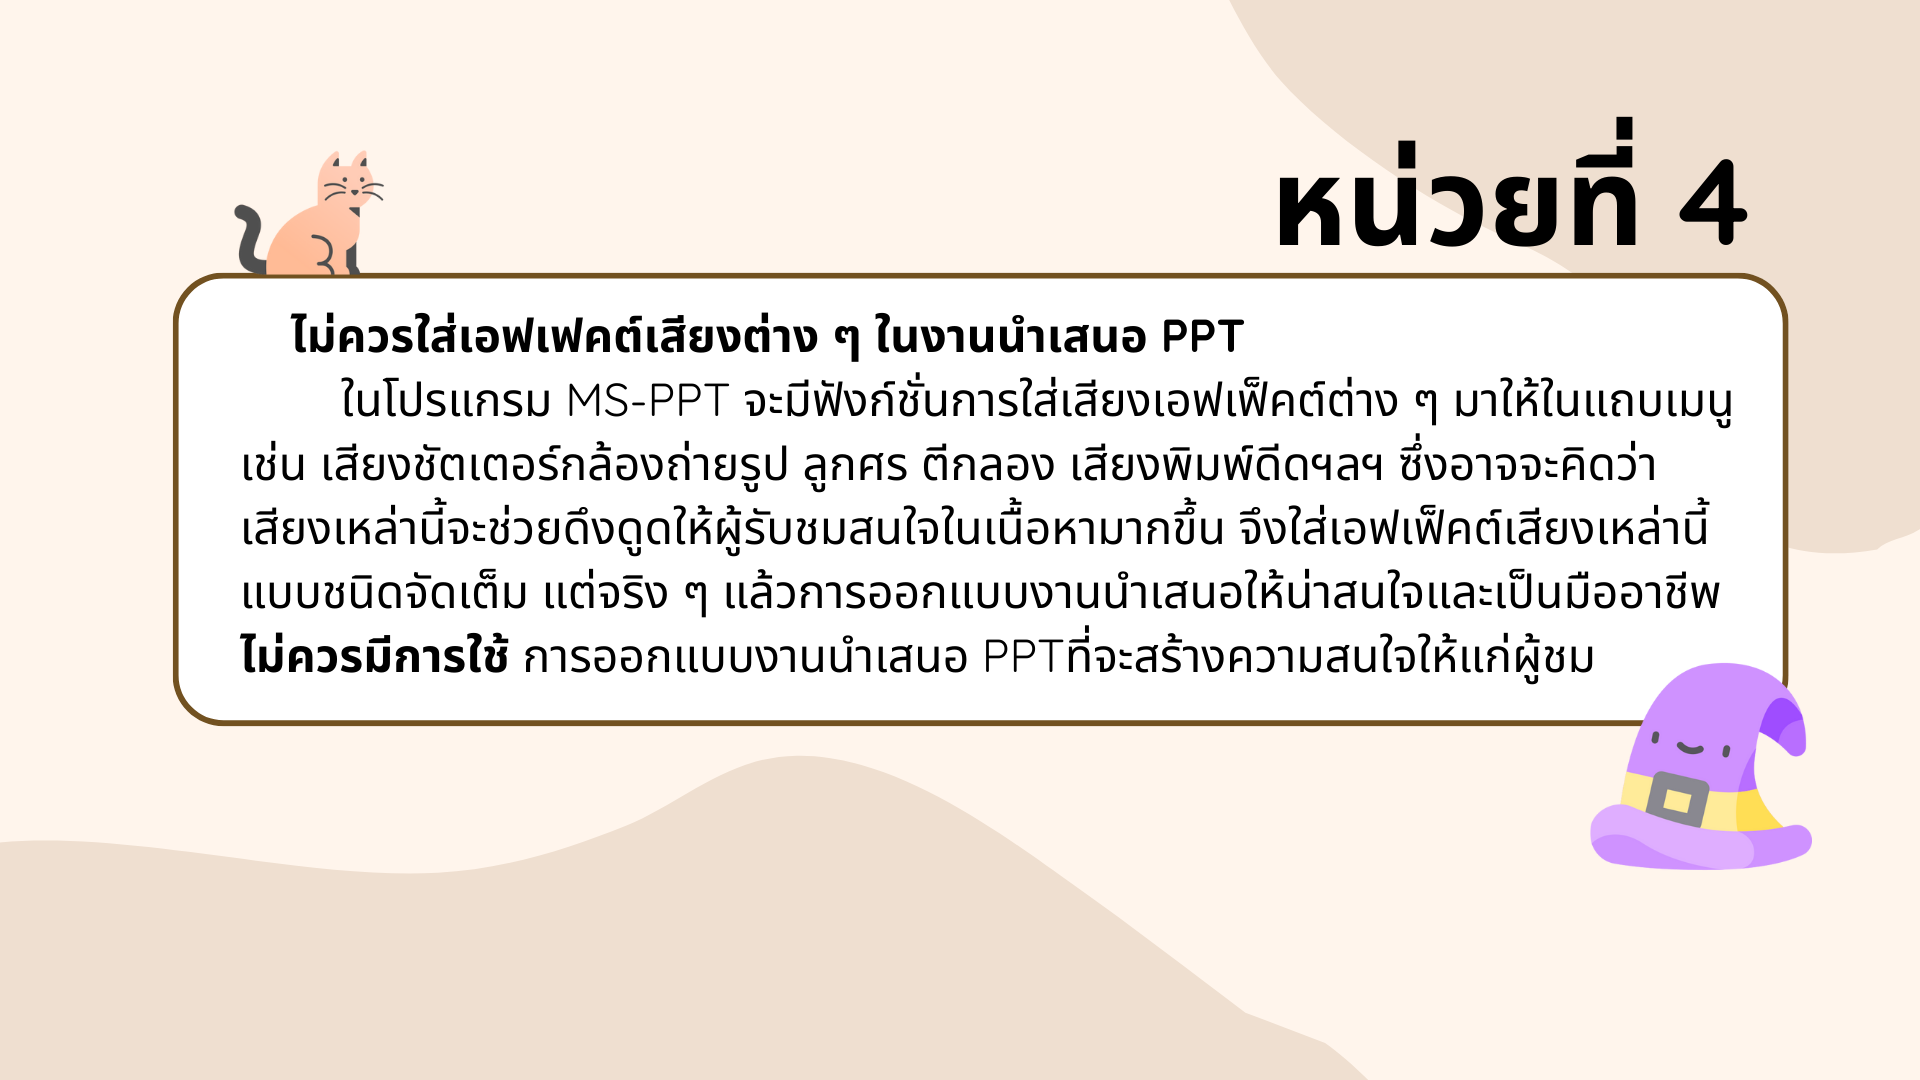 หน่วยที่ 4
ไม่ควรใส่เอฟเฟคต์เสียงต่าง ๆ ในงานนำเสนอ PPT
ในโปรแกรม MS-PPT จะมีฟังก์ชั่นการใส่เสียงเอฟเฟ็คต์ต่าง ๆ มาให้ในแถบเมนู
เช่น เสียงชัตเตอร์กล้องถ่ายรูป ลูกศร ตีกลอง เสียงพิมพ์ดีดฯลฯ ซึ่งอาจจะคิดว่า
เสียงเหล่านี้จะช่วยดึงดูดให้ผู้รับชมสนใจในเนื้อหามากขึ้น จึงใส่เอฟเฟ็คต์เสียงเหล่านี้
แบบชนิดจัดเต็ม แต่จริง ๆ แล้วการออกแบบงานนำเสนอให้น่าสนใจและเป็นมืออาชีพ
ไม่ควรมีการใช้ การออกแบบงานนำเสนอ PPTที่จะสร้างความสนใจให้แก่ผู้ชม